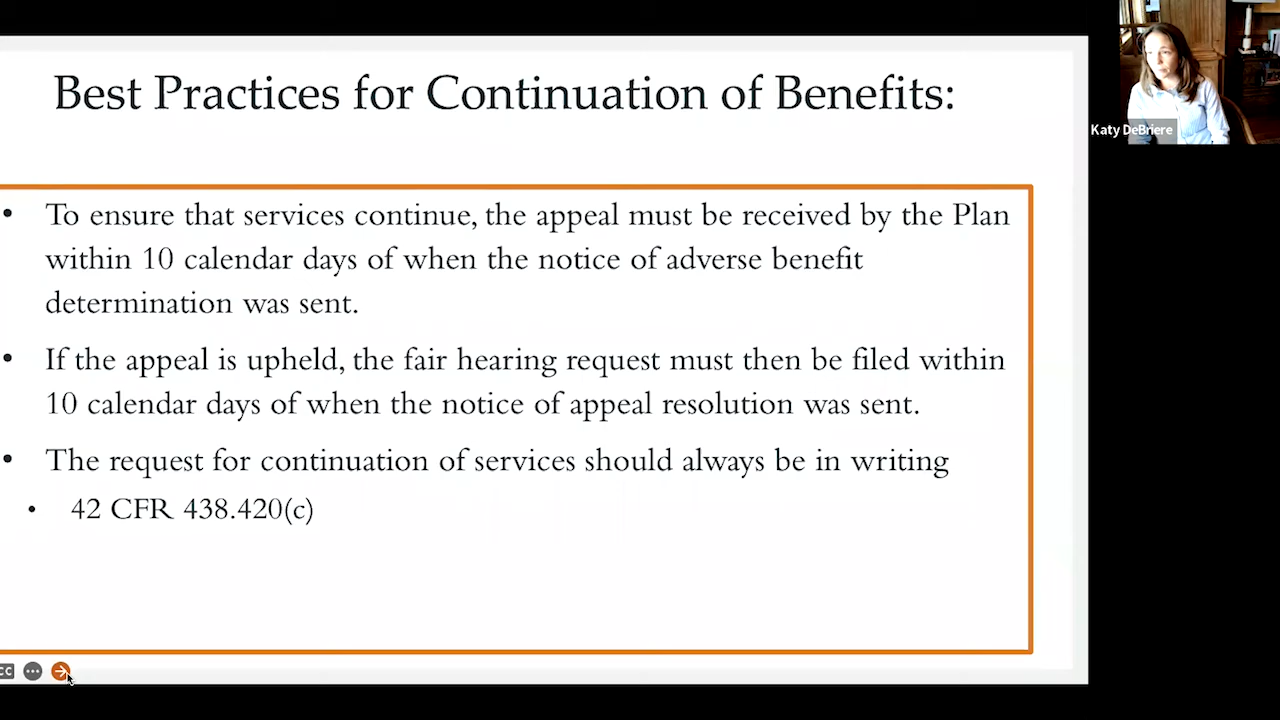 Best Practices for Continuation of Benefits:
• To ensure that services continue, the appeal must be received by the Plan
within 10 calendar days of when the notice of adverse benefit
determination was sent.
• If the appeal is upheld, the fair hearing request must then be filed within
10 calendar days of when the notice of appeal resolution was sent.
• The request for continuation of services should always be in writing
• 42 CFR 438.420(c)
Katy DeBriere
CC